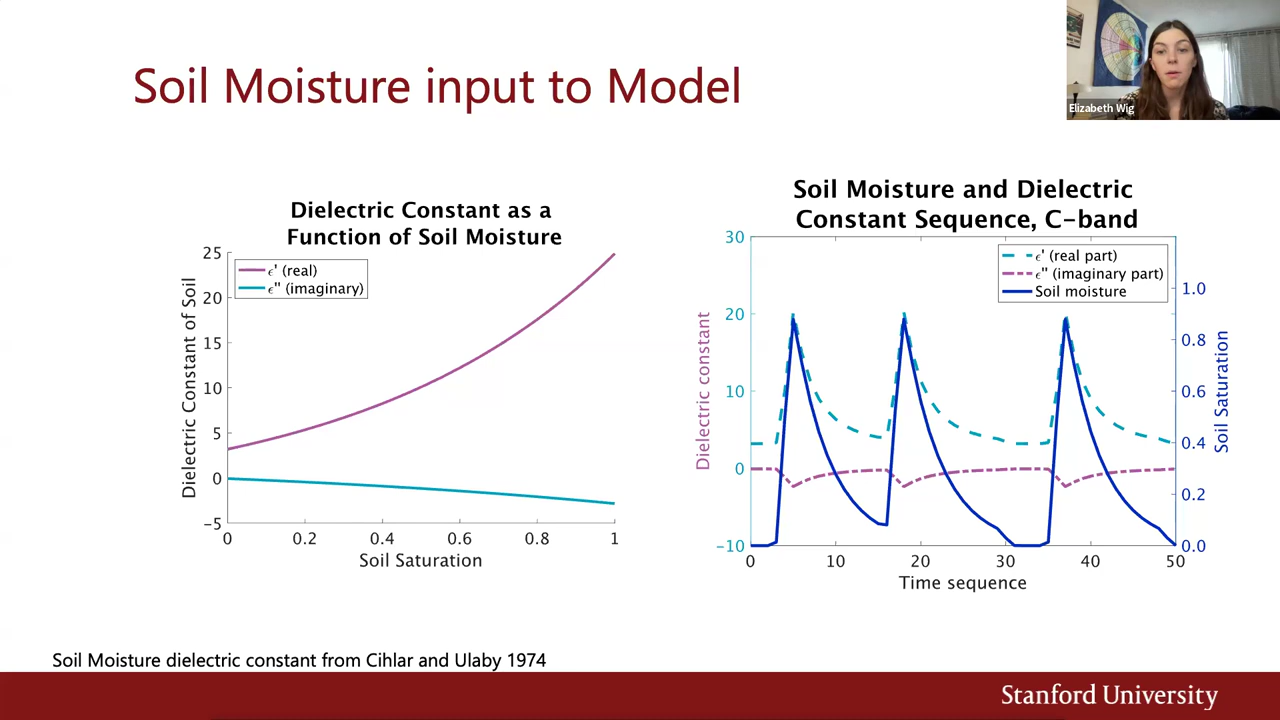 Soil Moisture input to Model
Elizabeth Wig
Dielectric Constant as a
Function of Soil Moisture
ϵ' (real)
ϵ'' (imaginary)
25
20
15
10
5
0
−5
Dielectric Constant of Soil
0 0.2 0.4 0.6 0.8 1
Soil Saturation
Soil Moisture and Dielectric
Constant Sequence, C−band
ϵ' (real part)
ϵ'' (imaginary part)
Soil moisture
30
20
10
0
−10
Dielectric constant
1.0
0.8
0.6
0.4
0.2
0.0
Soil Saturation
0 10 20 30 40 50
Time sequence
Soil Moisture dielectric constant from Cihlar and Ulaby 1974
Stanford University